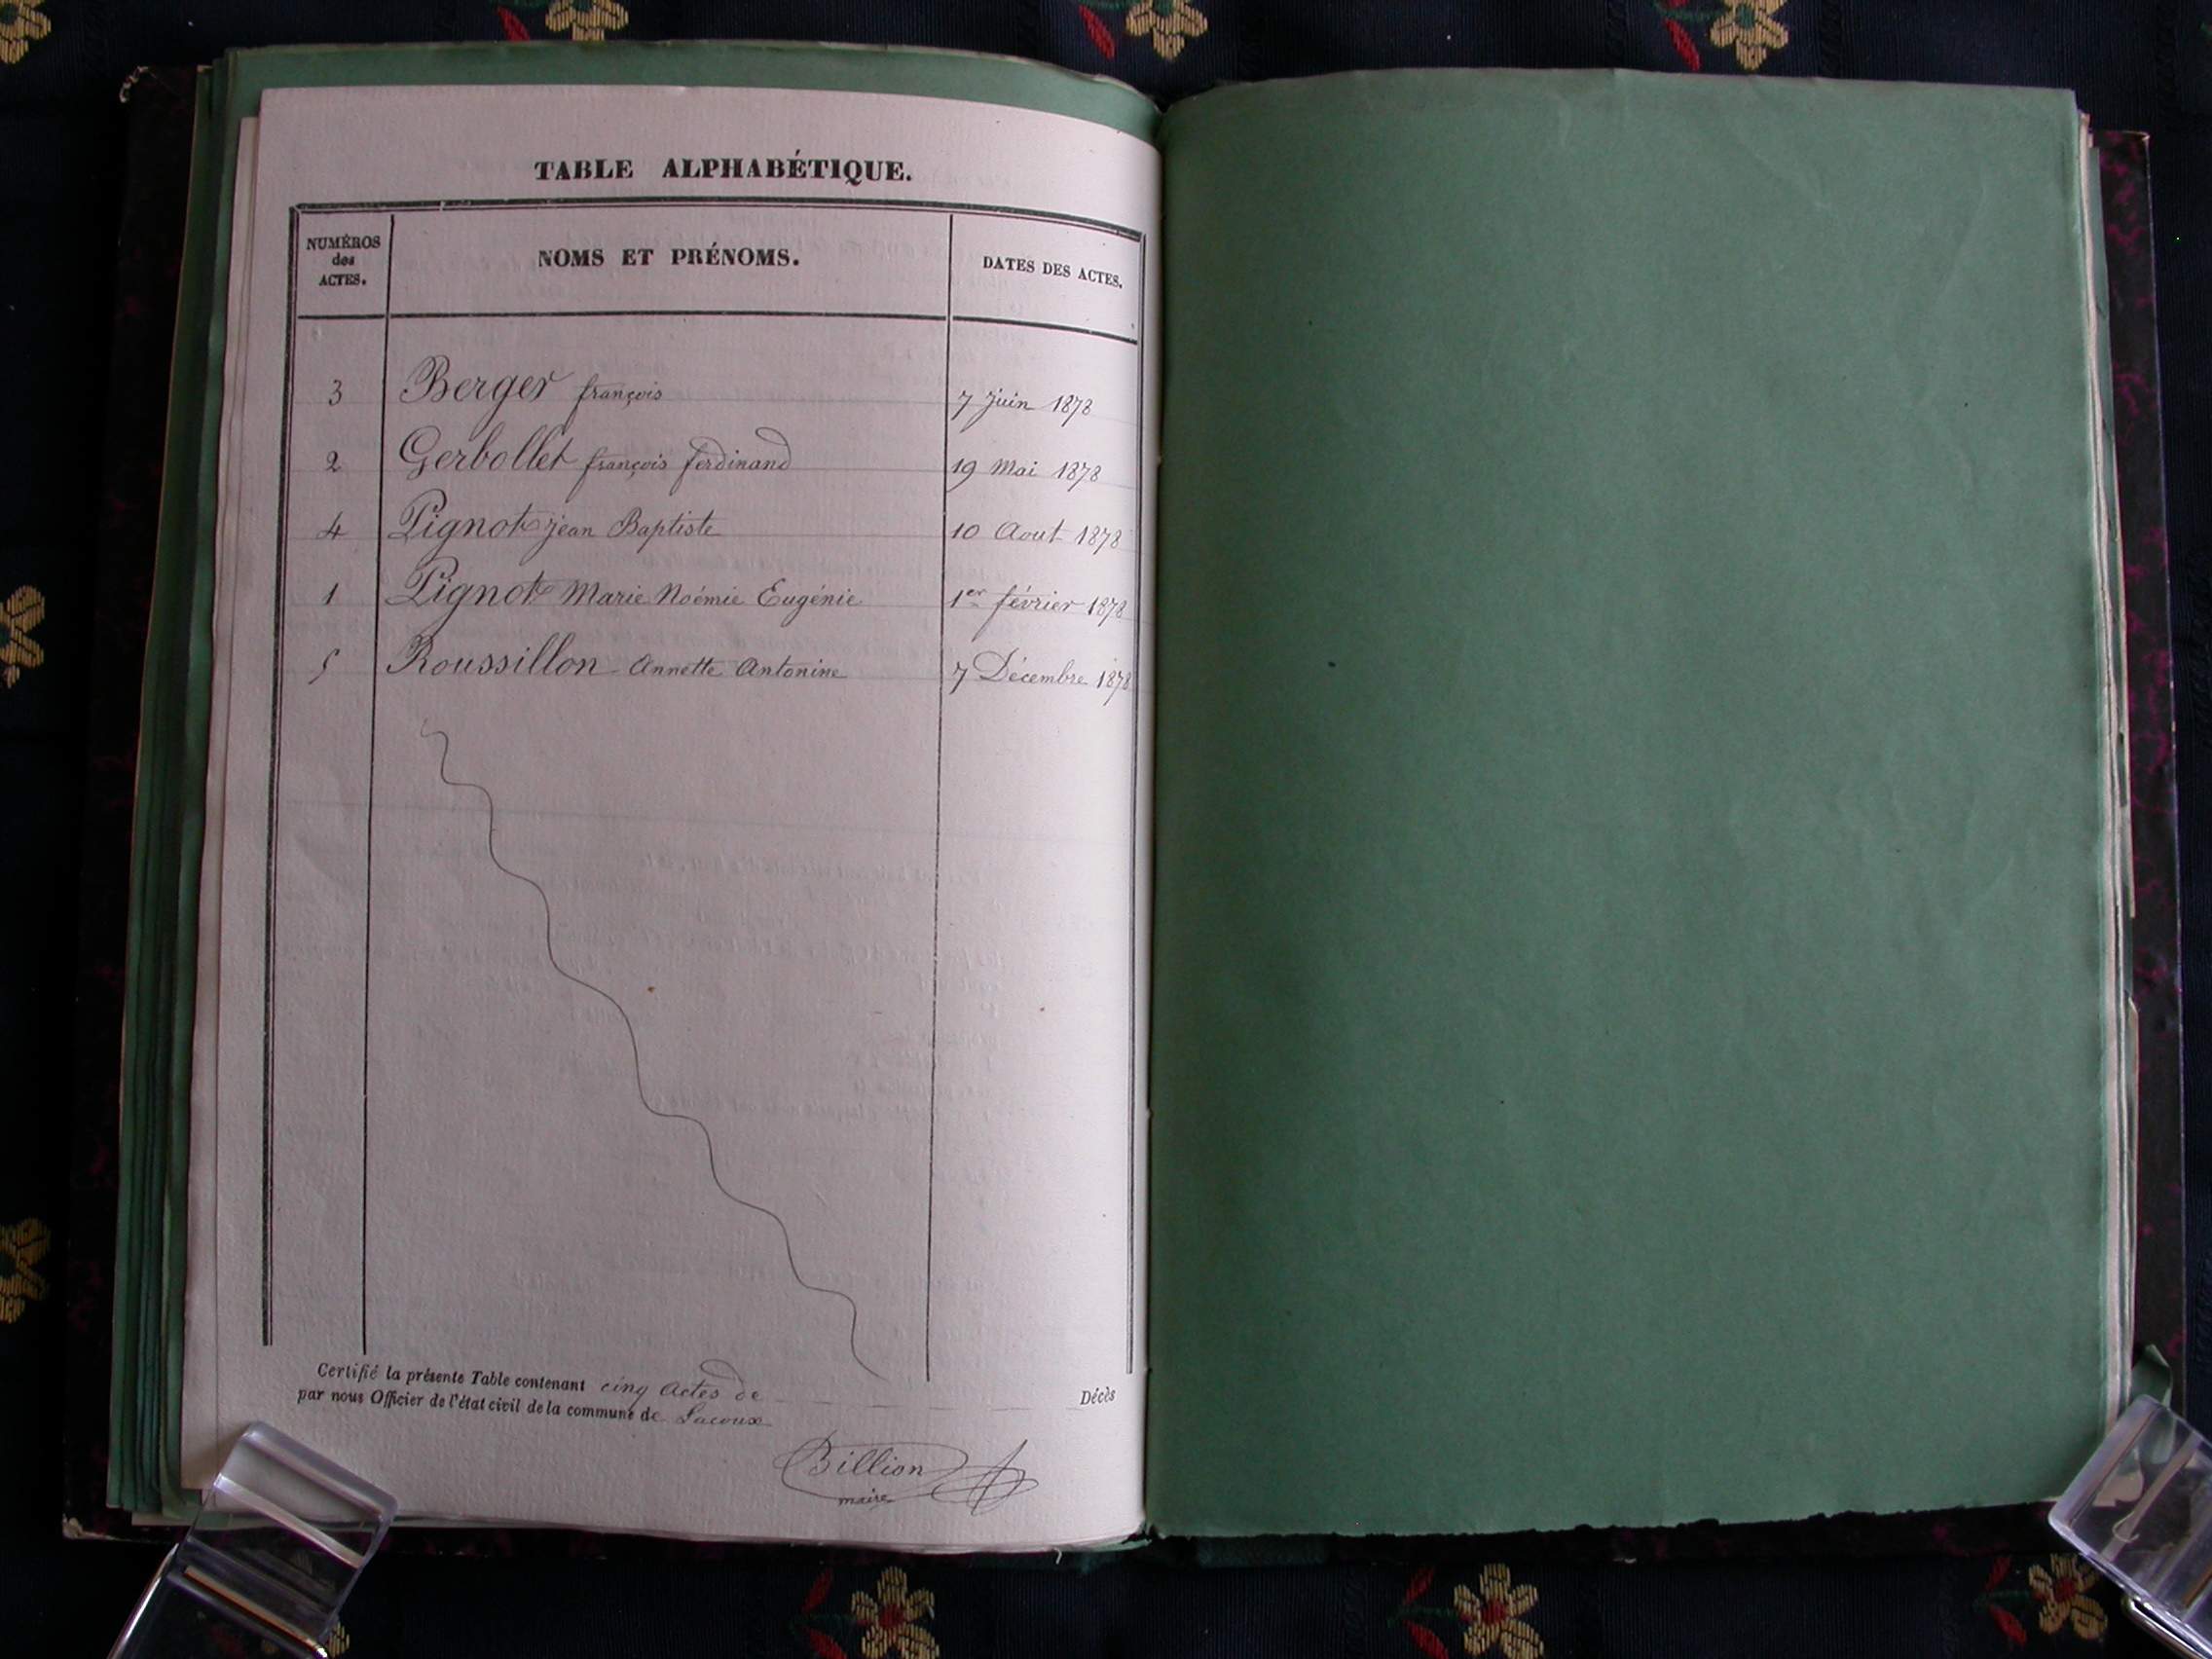 TABLE ALPHABÉTIQUE.
NUMÉROS des ACTES.
NOMS ET PRÉNOMS.
DATES DES ACTES.
3 Berger françois 7 Juin 1878
2 Gerbollet françois ferdinand 19 Mai 1878
4 Pignot jean Baptiste 10 Aout 1878
1 Pignot Marie Noémie Eugénie 1er février 1878
5 Roussillon Annette Antonine 7 Décembre 1878
Certifié la présente Table contenant cinq Actes de Décès
par nous Officier de l'état civil de la commune de Lacoux
Billion
maire